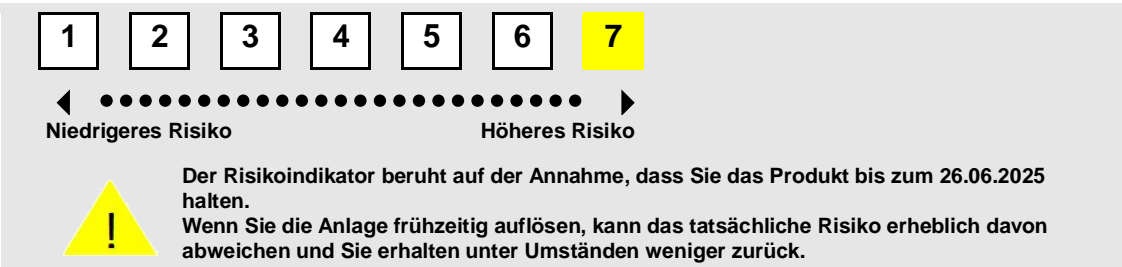 1 2 3 4 5 6 7
Niedrigeres Risiko Höheres Risiko
Der Risikoindikator beruht auf der Annahme, dass Sie das Produkt bis zum 26.06.2025
halten.
Wenn Sie die Anlage frühzeitig auflösen, kann das tatsächliche Risiko erheblich davon
abweichen und Sie erhalten unter Umständen weniger zurück.
!